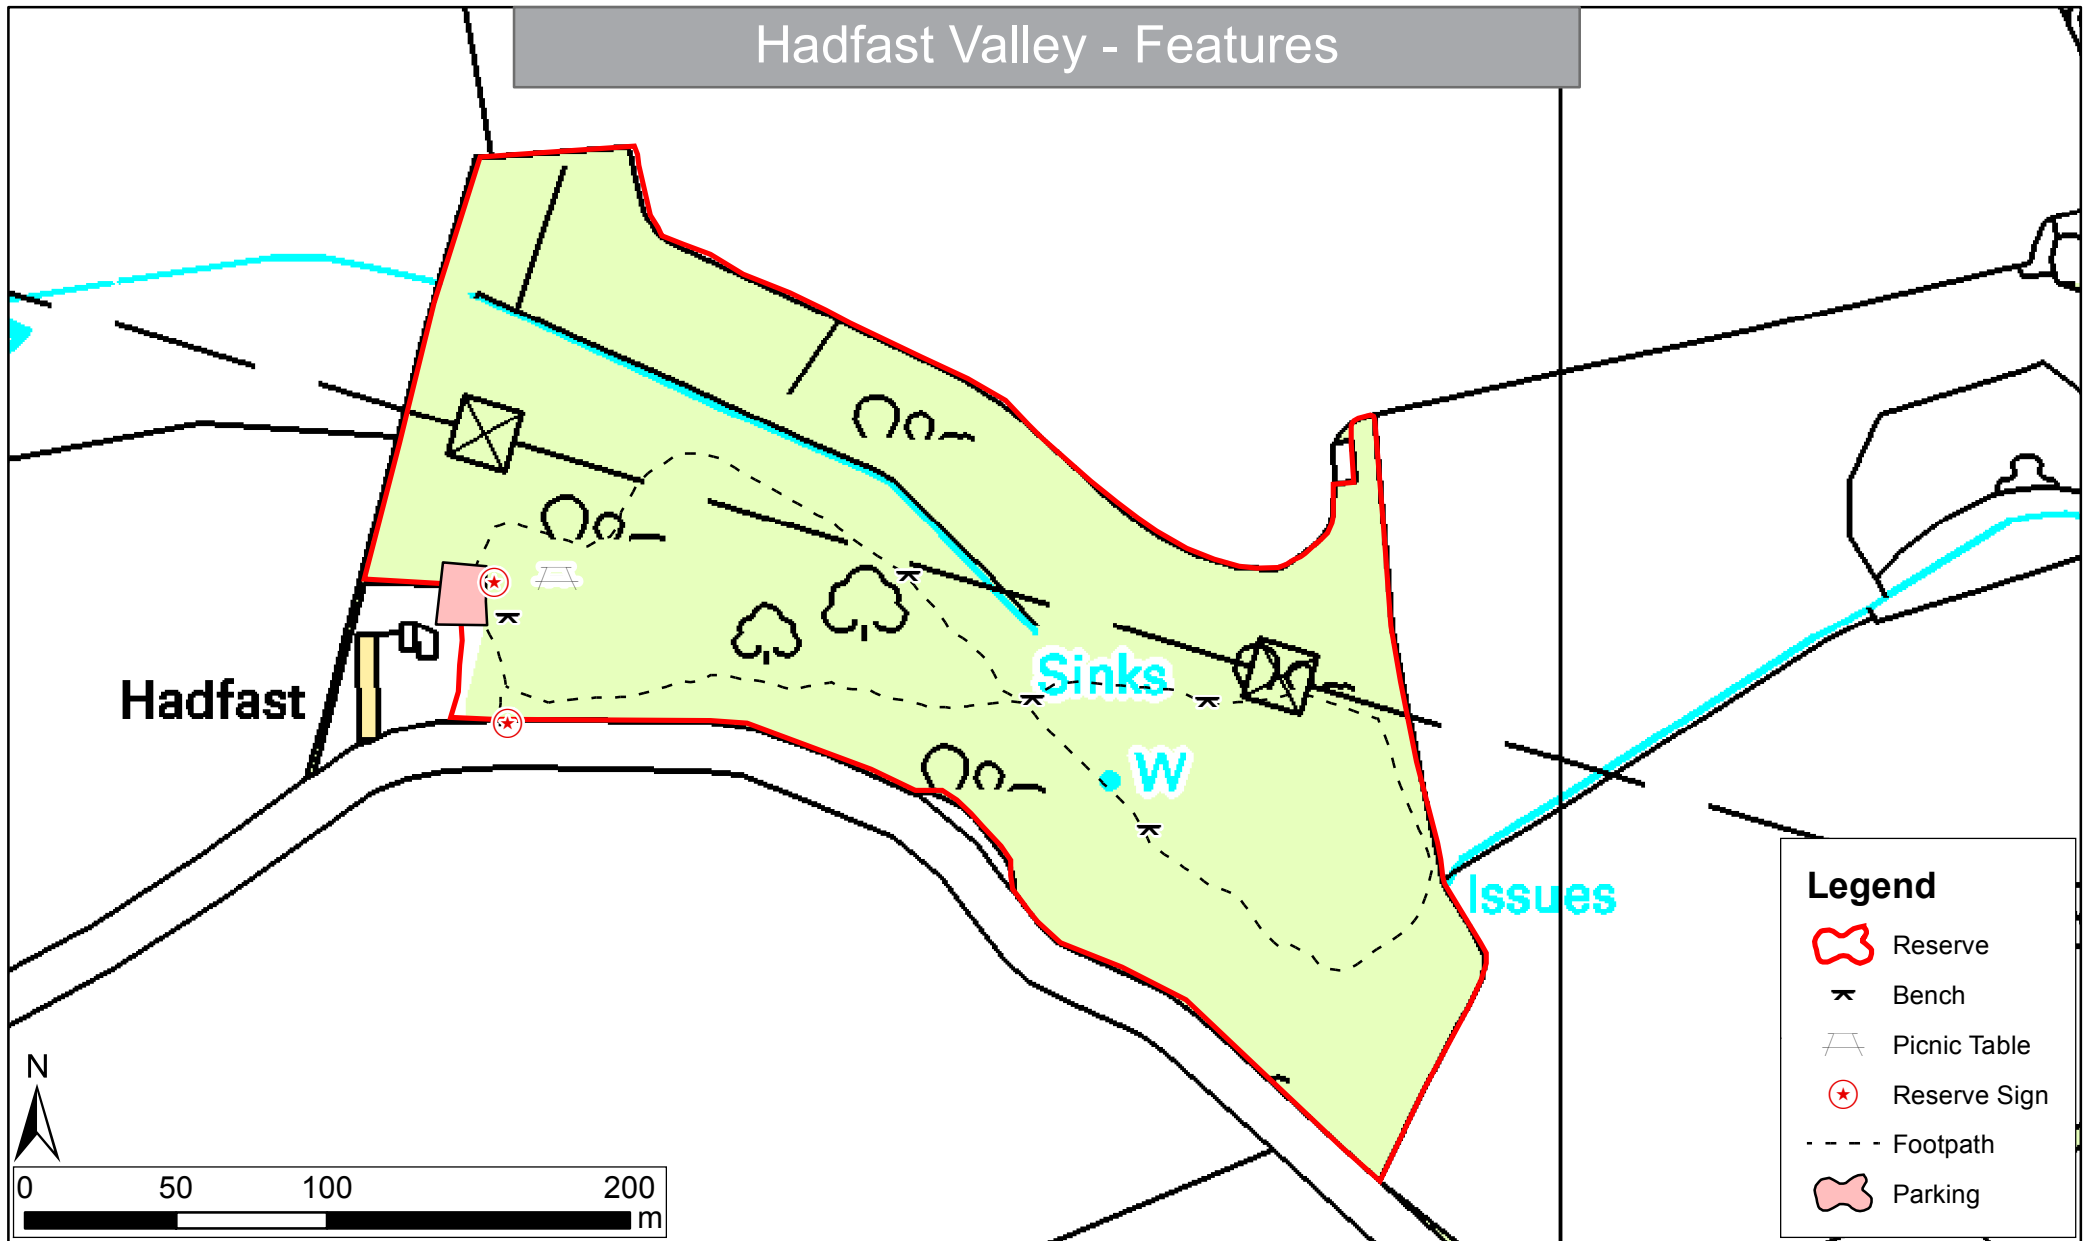 Hadfast Valley - Features
Sinks
Hadfast
W
Issues
Legend
Reserve
Bench
Picnic Table
Reserve Sign
Footpath
Parking
N
0 50 100 200
m